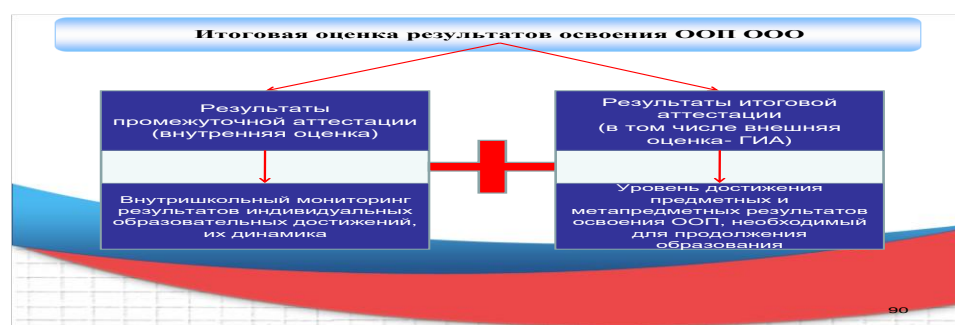 Итоговая оценка результатов освоения ООП ООО
Результаты
промежуточной аттестации
(внутренняя оценка)
Внутришкольный мониторинг
результатов индивидуальных
образовательных достижений,
их динамика
Результаты итоговой
аттестации
(в том числе внешняя
оценка- ГИА)
Уровень достижения
предметных и
метапредметных результатов
освоения ООП, необходимый
для продолжения
образования
90